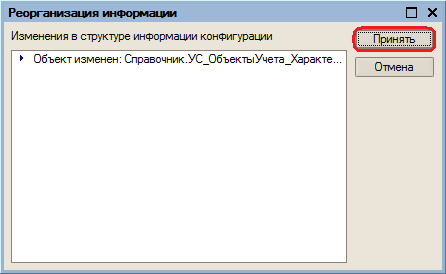 Реорганизация информации
Изменения в структуре информации конфигурации
Принять
Объект изменен: Справочник.УС_ОбъектыУчета_Характе...
Отмена